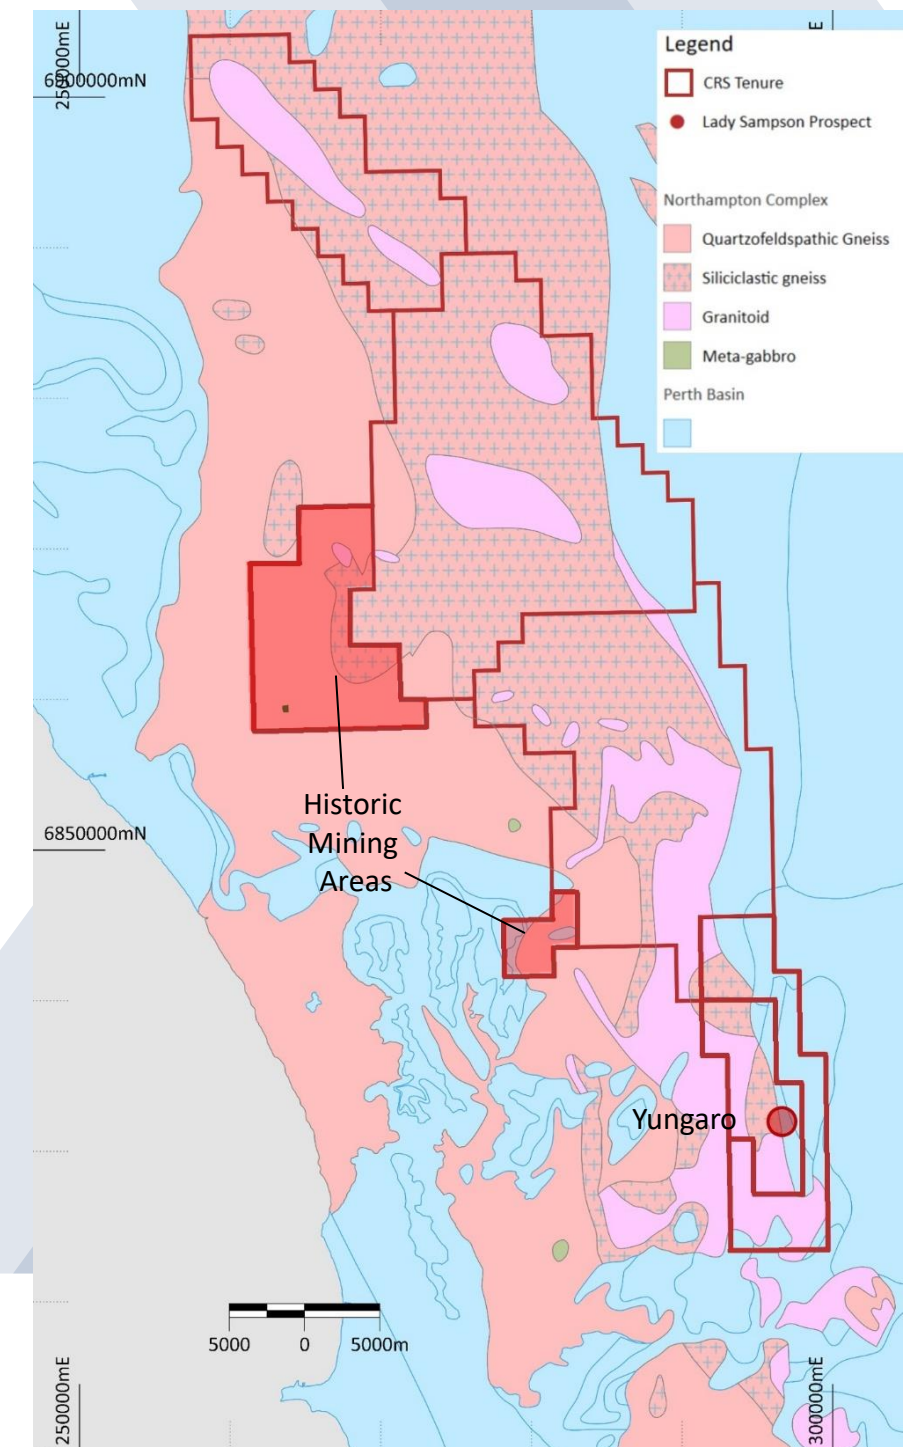 250000mE
6900000mN
E
Legend
CRS Tenure
Lady Sampson Prospect
Northampton Complex
Quartzofeldspathic Gneiss
Siliciclastic gneiss
Granitoid
Meta-gabbro
Perth Basin
Historic
Mining
Areas
6850000mN
Yungaro
5000 0 5000m
250000mE
300000mE